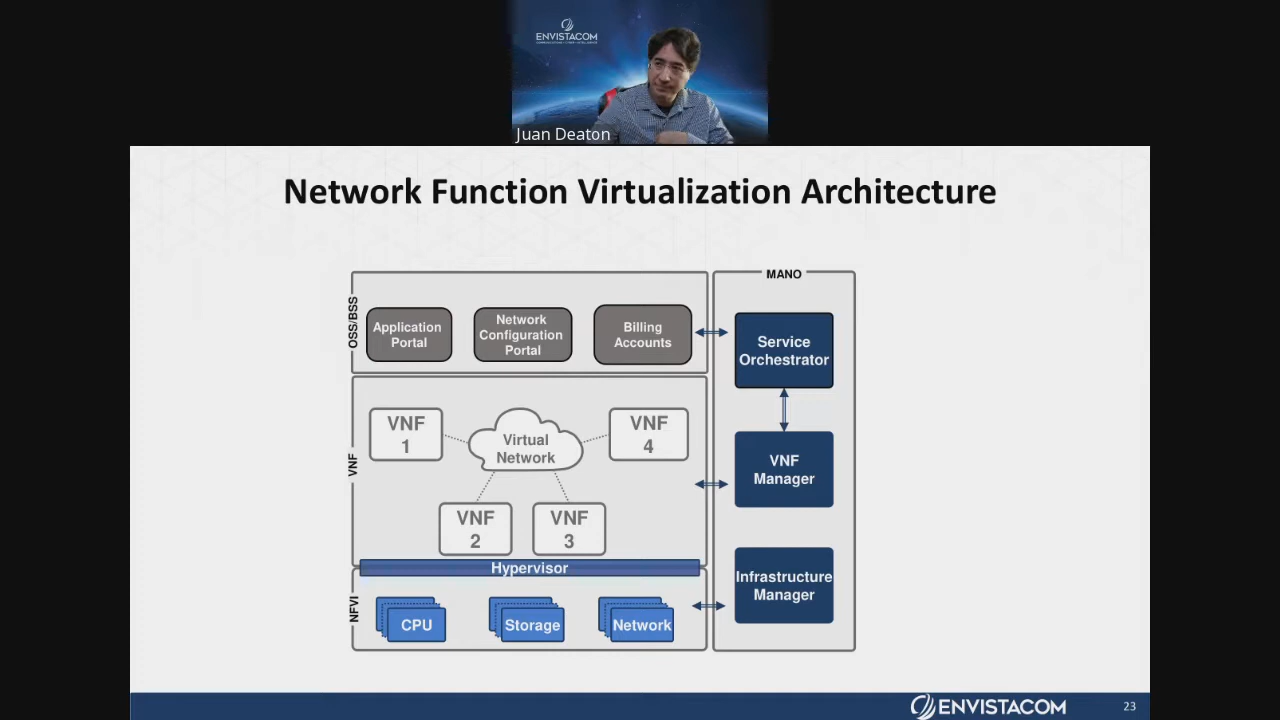 ENVISTACOM
Juan Deaton
Network Function Virtualization Architecture
MANO
OSS/BSS
Application
Portal
Network
Configuration
Portal
Billing
Accounts
Service
Orchestrator
VNF
VNF
1
Virtual
Network
VNF
4
VNF
2
VNF
3
VNF
Manager
Hypervisor
NFVI
CPU
Storage
Network
Infrastructure
Manager
ENVISTACOM
23